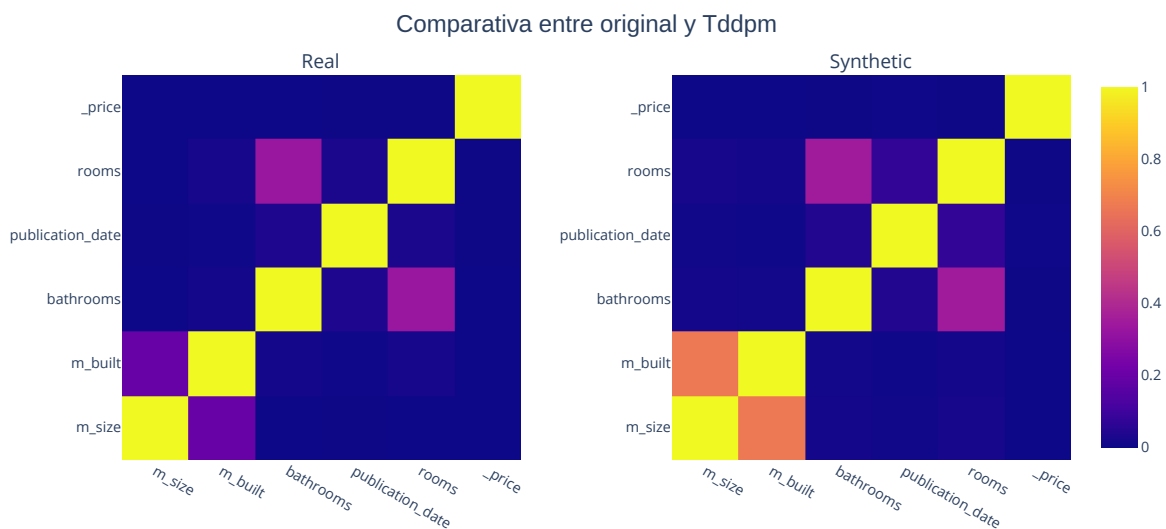 Comparativa entre original y Tddpm
Real
Synthetic
_price
rooms
publication_date
bathrooms
m_built
m_size
m_size
m_built
bathrooms
publication_date
rooms
_price
_price
rooms
publication_date
bathrooms
m_built
m_size
m_size
m_built
bathrooms
publication_date
rooms
_price
1
0.8
0.6
0.4
0.2
0